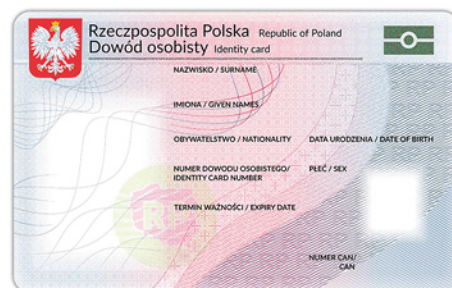 Rzeczpospolita Polska Republic of Poland
Dowód osobisty Identity card
NAZWISKO / SURNAME
IMIONA / GIVEN NAMES
OBYWATELSTWO / NATIONALITY DATA URODZENIA / DATE OF BIRTH
NUMER DOWODU OSOBISTEGO/ PŁEĆ / SEX
IDENTITY CARD NUMBER
TERMIN WAŻNOŚCI / EXPIRY DATE
NUMER CAN/
CAN